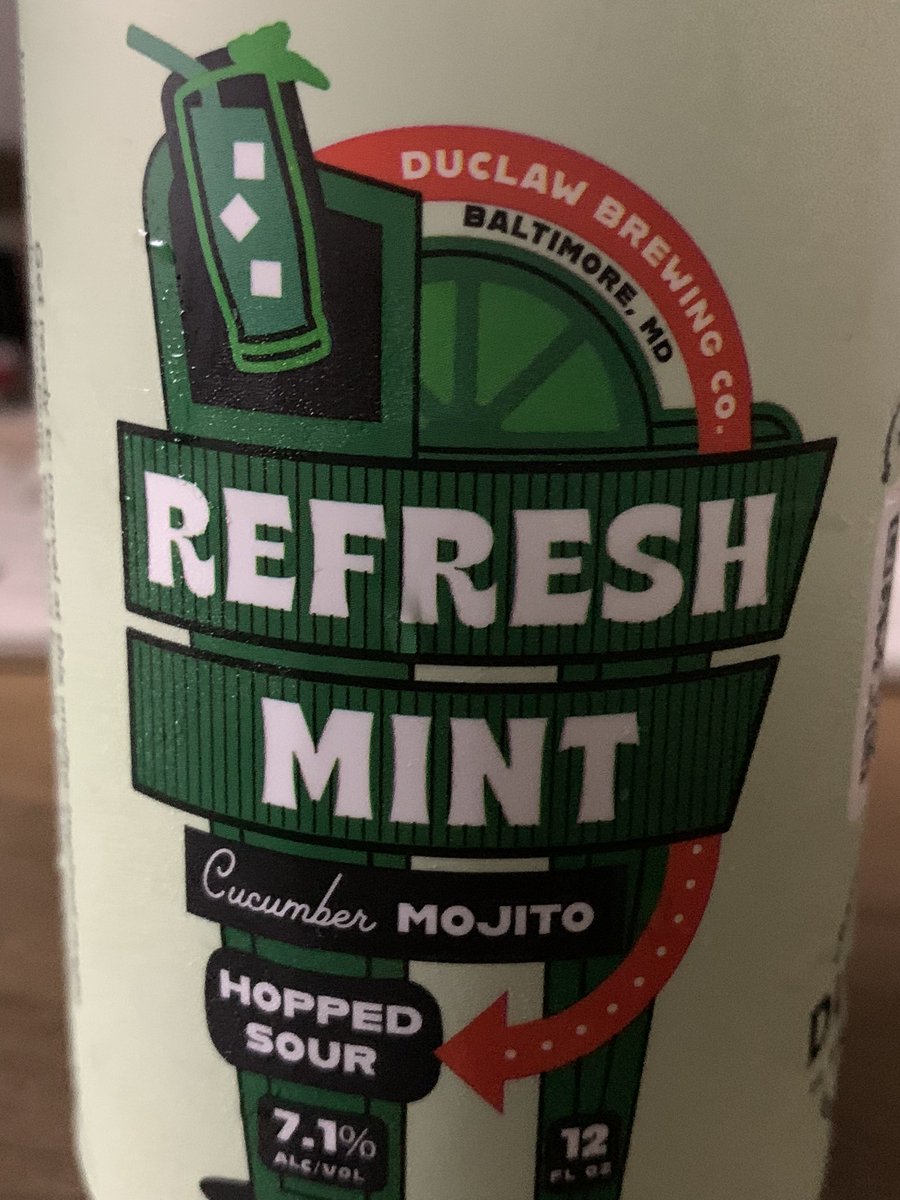 DUCLAW BREWING CO.
BALTIMORE, MD
REFRESH
MINT
Cucumber MOJITO
HOPPED
SOUR
7.1%
ALC/VOL
12
FL OZ